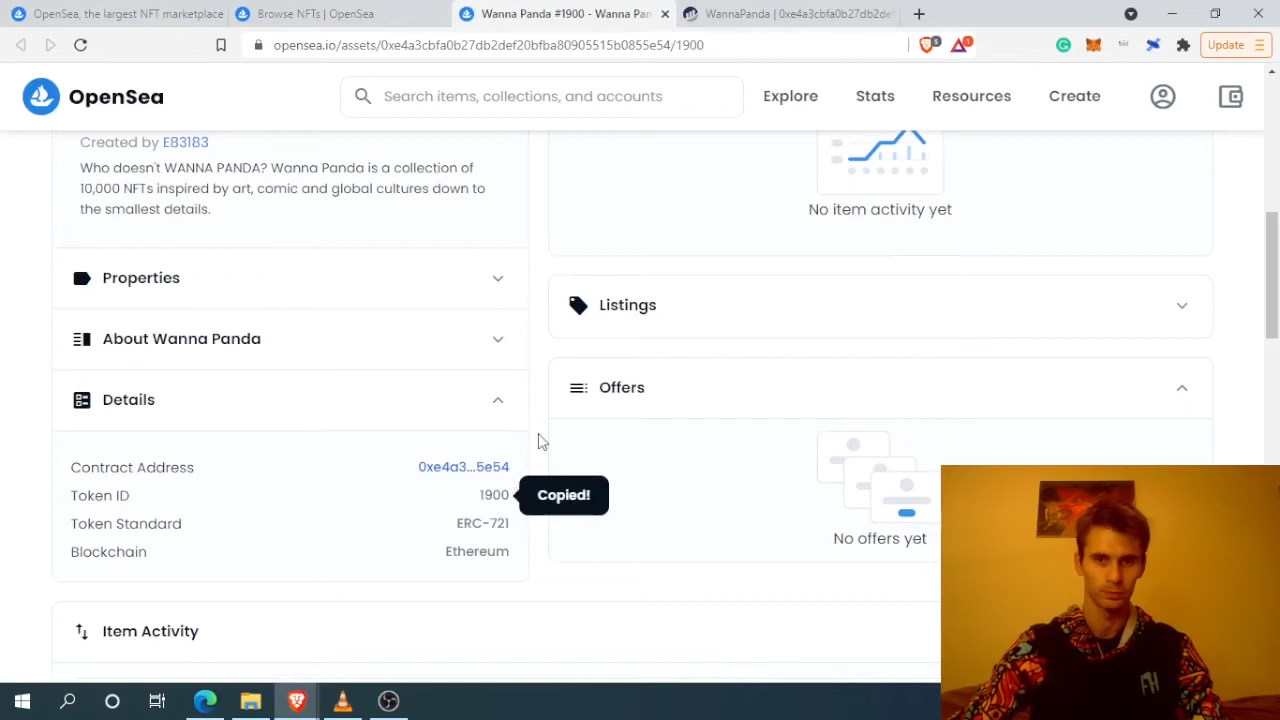 OpenSea, the largest NFT marketplace
Browse NFTs | OpenSea
Wanna Panda #1900 - Wanna Pan
WannaPanda | 0xe4a3cbfa0b27db2de
opensea.io/assets/0xe4a3cbfa0b27db2def20bfba80905515b0855e54/1900
5
1
Update
OpenSea
Search items, collections, and accounts
Explore
Stats
Resources
Create
Created by E83183
Who doesn't WANNA PANDA? Wanna Panda is a collection of
10,000 NFTs inspired by art, comic and global cultures down to
the smallest details.
No item activity yet
Properties
Listings
About Wanna Panda
Offers
Details
Contract Address
0xe4a3...5e54
Token ID
1900
Copied!
Token Standard
ERC-721
Blockchain
Ethereum
No offers yet
Item Activity
FH